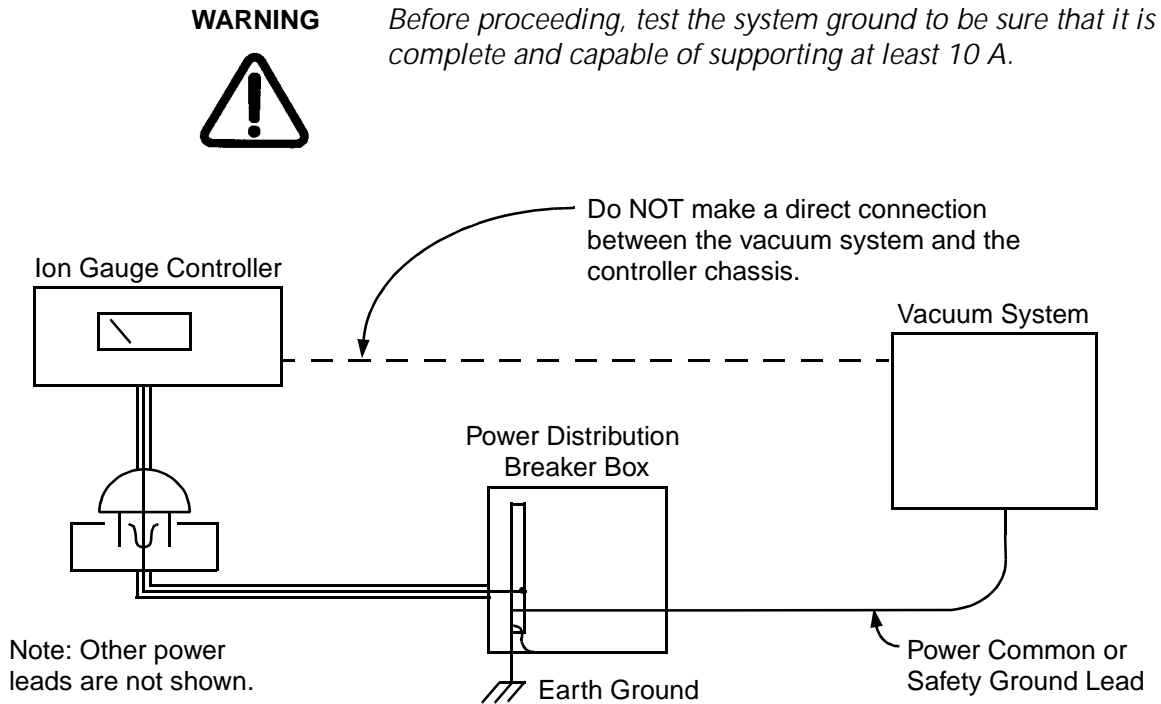 WARNING
Before proceeding, test the system ground to be sure that it is
complete and capable of supporting at least 10 A.
Do NOT make a direct connection
between the vacuum system and the
controller chassis.
Ion Gauge Controller
Vacuum System
Power Distribution
Breaker Box
Note: Other power
leads are not shown.
Earth Ground
Power Common or
Safety Ground Lead